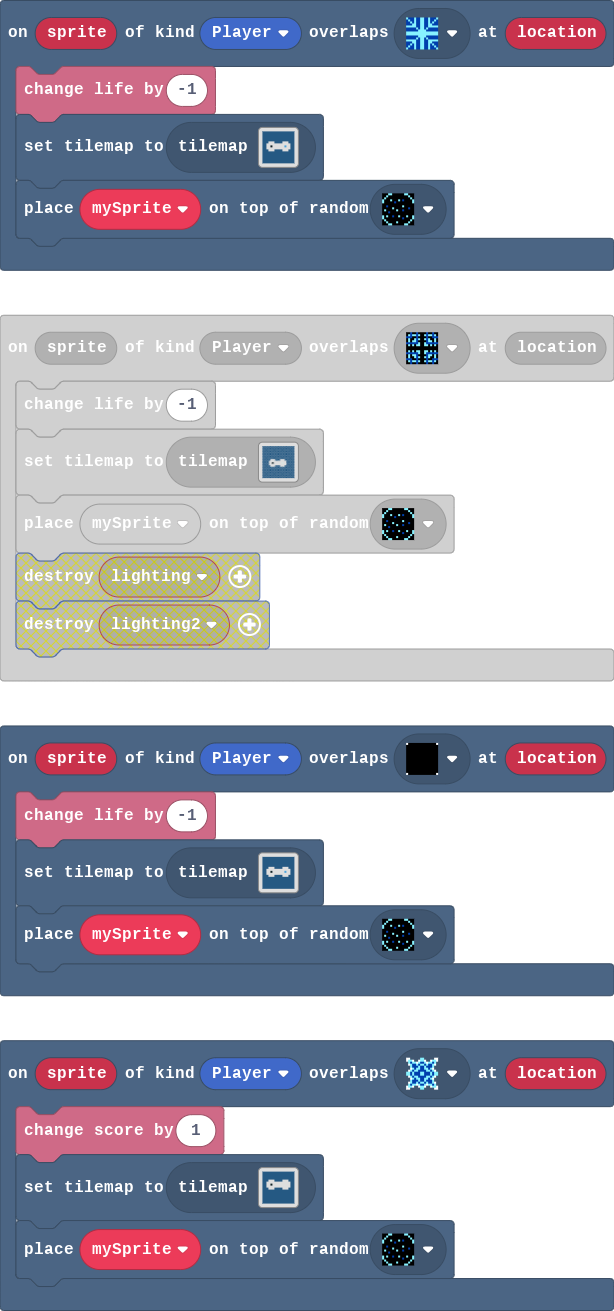 on sprite of kind Player overlaps at location
change life by -1
set tilemap to tilemap
place mySprite on top of random
on sprite of kind Player overlaps at location
change life by -1
set tilemap to tilemap
place mySprite on top of random
destroy lighting
destroy lighting2
on sprite of kind Player overlaps at location
change life by -1
set tilemap to tilemap
place mySprite on top of random
on sprite of kind Player overlaps at location
change score by 1
set tilemap to tilemap
place mySprite on top of random